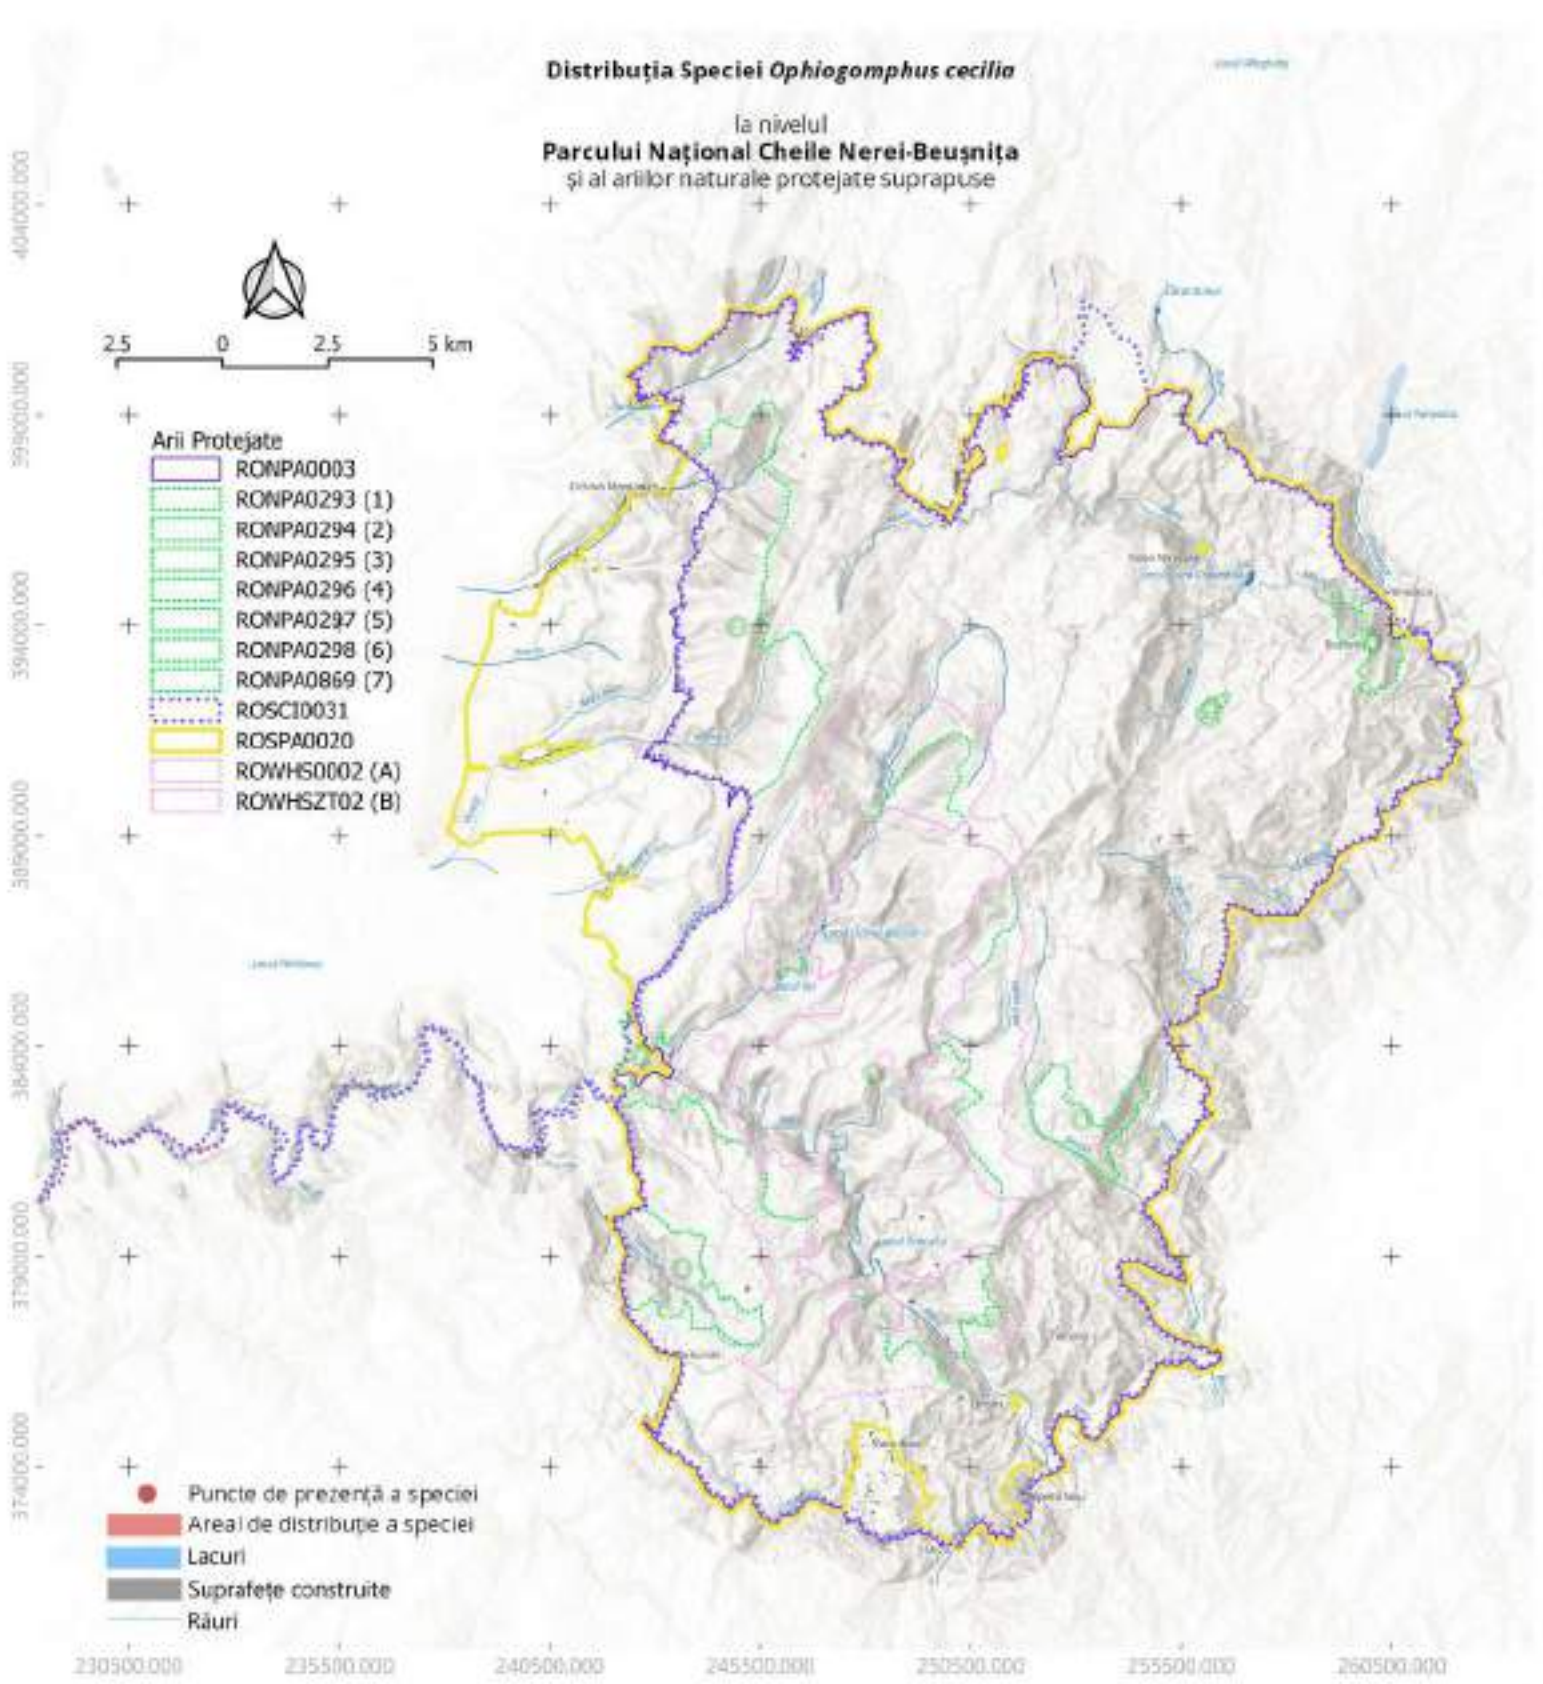 Distribuția Speciei Ophiogomphus cecilia
la nivelul
Parcului Național Cheile Nerei-Beușnița
și al ariilor naturale protejate suprapuse
404000.000
399000.000
394000.000
389000.000
384000.000
379000.000
374000.000
2.5 0 2.5 5 km
Arii Protejate
RONPA0003
RONPA0293 (1)
RONPA0294 (2)
RONPA0295 (3)
RONPA0296 (4)
RONPA0297 (5)
RONPA0298 (6)
RONPA0869 (7)
ROSCI0031
ROSPA0020
ROWHS0002 (A)
ROWHSZT02 (B)
Puncte de prezență a speciei
Areal de distribuție a speciei
Lacuri
Suprafețe construite
Râuri
230500.000 235500.000 240500.000 245500.000 250500.000 255500.000 260500.000